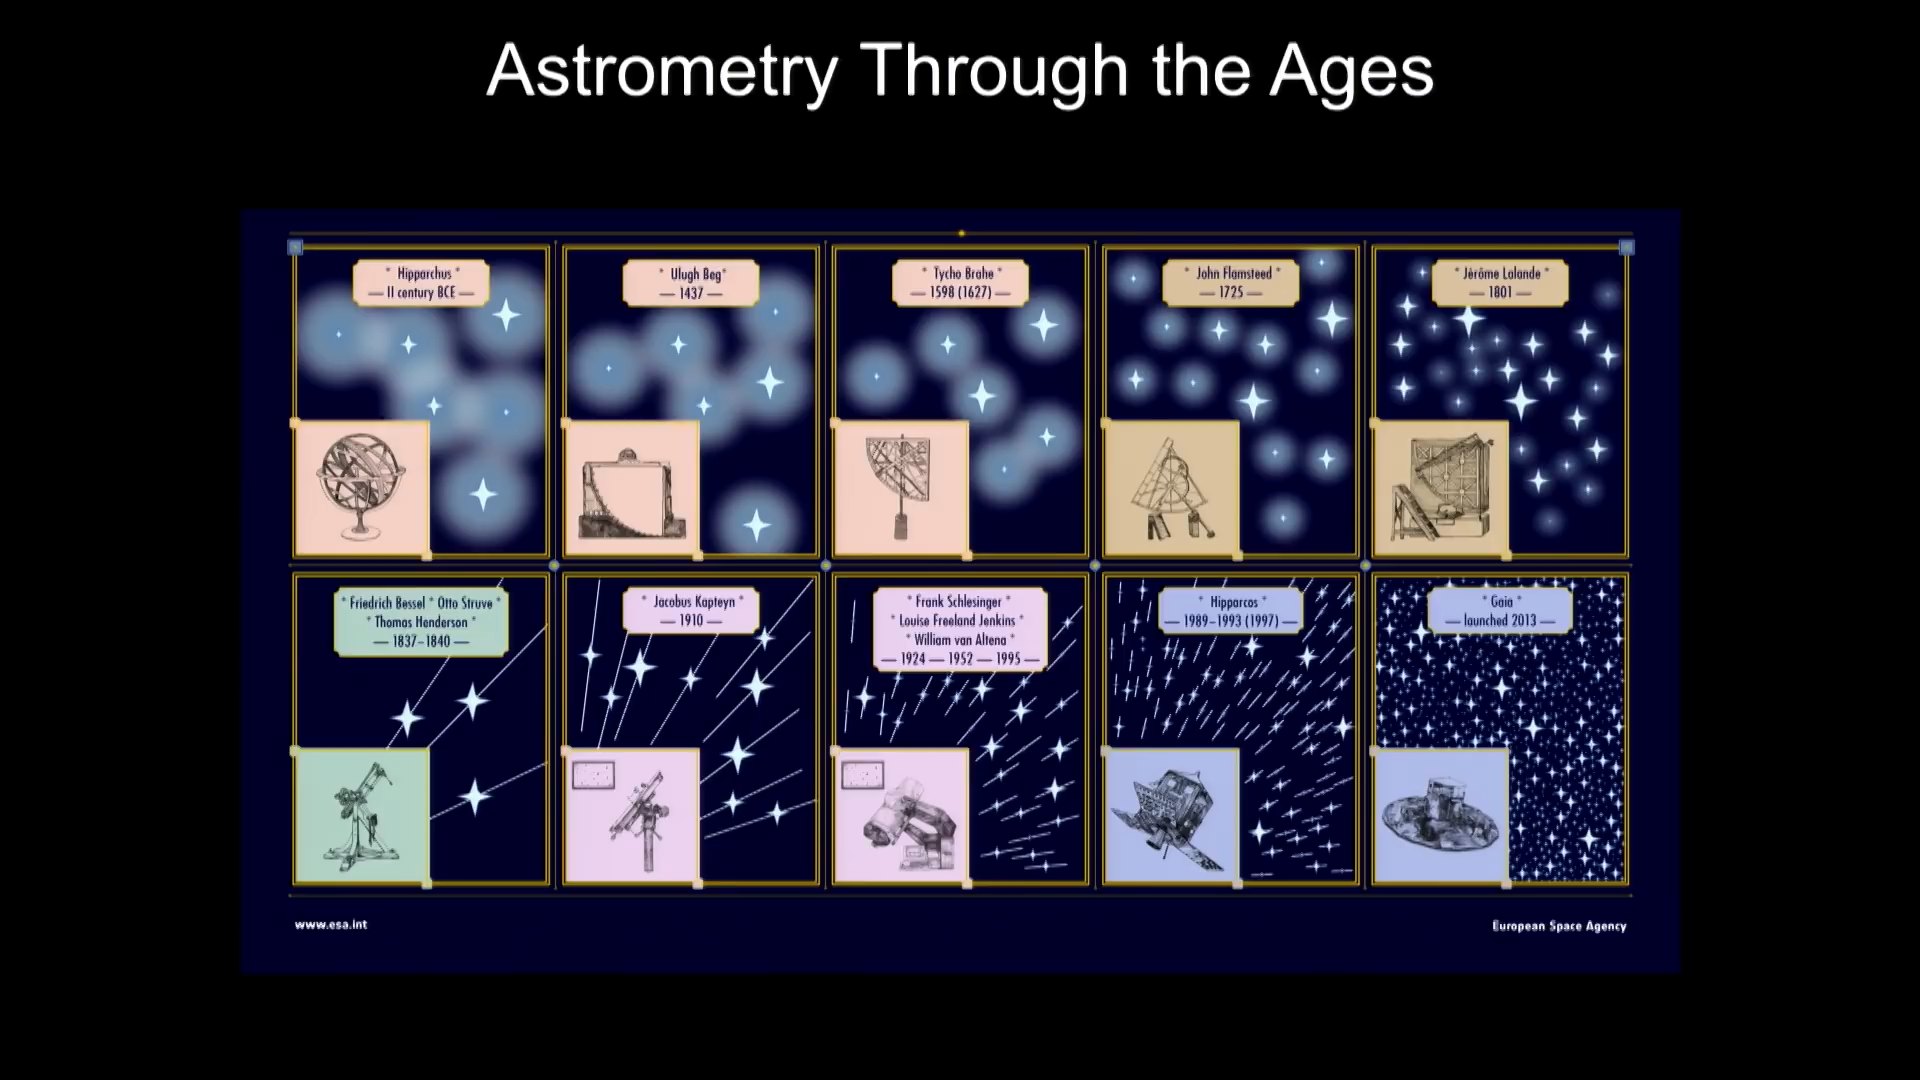 Astrometry Through the Ages
* Hipparchus *
— II century BCE —
* Ulugh Beg *
— 1437 —
* Tycho Brahe *
— 1598 (1627) —
* John Flamsteed *
— 1725 —
* Jérôme Lalande *
— 1801 —
* Friedrich Bessel * Otto Struve *
* Thomas Henderson *
— 1837–1840 —
* Jacobus Kapteyn *
— 1910 —
* Frank Schlesinger *
* Louise Freeland Jenkins *
* William van Altena *
— 1924 — 1952 — 1995 —
* Hipparcos *
— 1989–1993 (1997) —
* Gaia *
— launched 2013 —
www.esa.int
European Space Agency